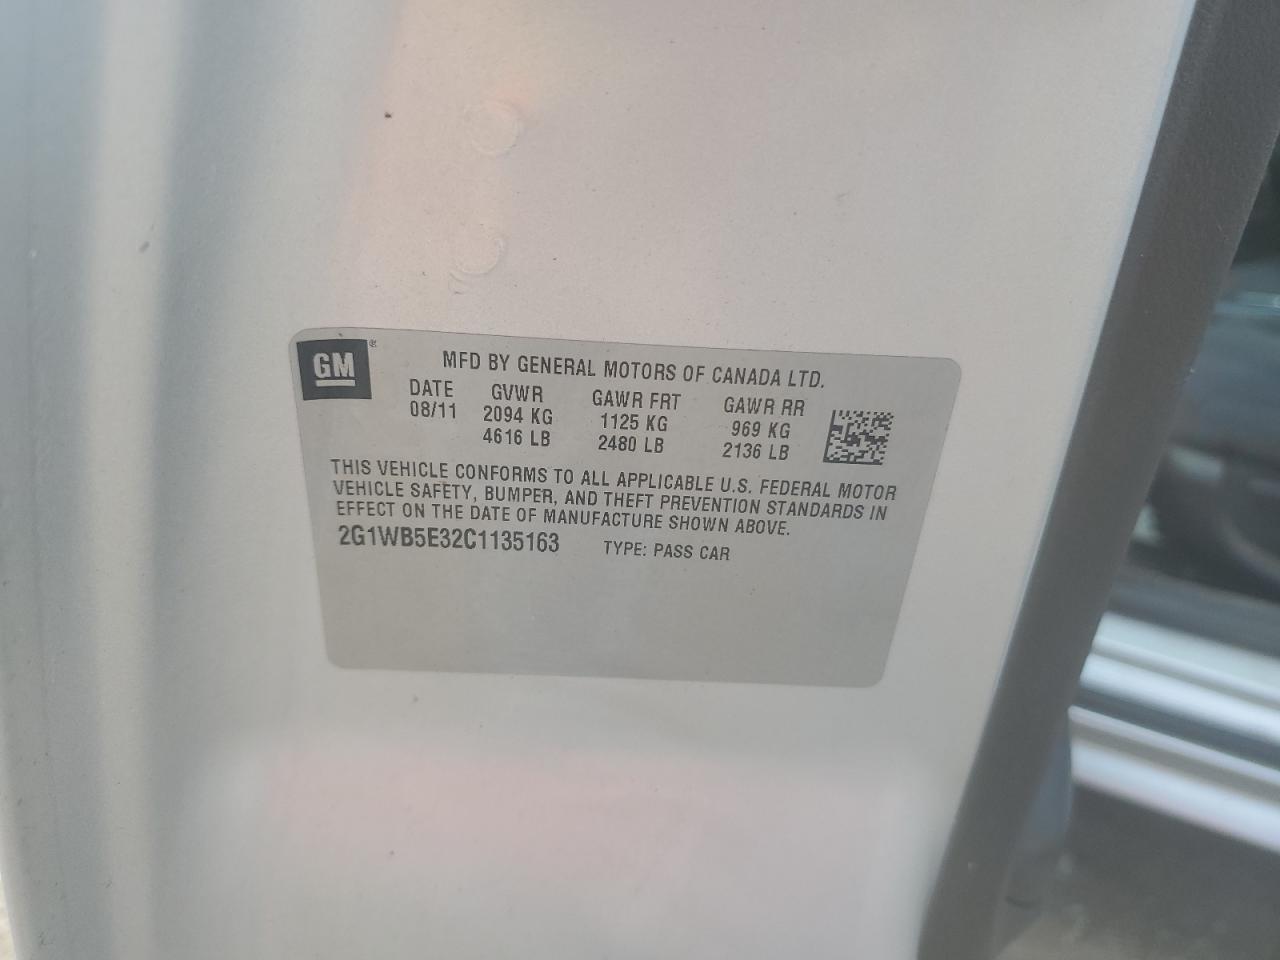 GM®
MFD BY GENERAL MOTORS OF CANADA LTD.
DATE GVWR GAWR FRT GAWR RR
08/11 2094 KG 1125 KG 969 KG
4616 LB 2480 LB 2136 LB
THIS VEHICLE CONFORMS TO ALL APPLICABLE U.S. FEDERAL MOTOR
VEHICLE SAFETY, BUMPER, AND THEFT PREVENTION STANDARDS IN
EFFECT ON THE DATE OF MANUFACTURE SHOWN ABOVE.
2G1WB5E32C1135163 TYPE: PASS CAR